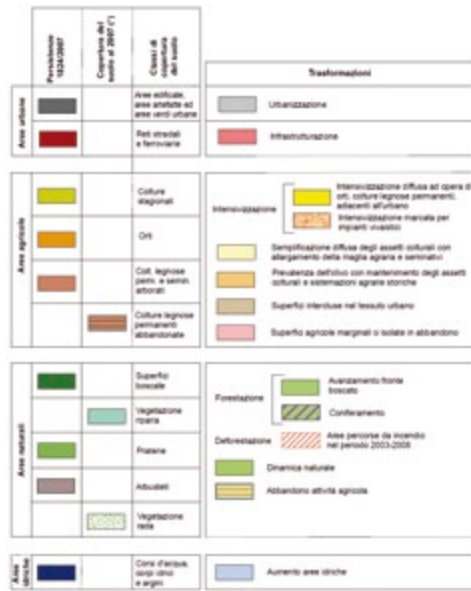 Persistenze
1824/2007
Copertura del
suolo al 2007 (*)
Classi di
copertura
del suolo
Trasformazioni
Aree urbane
Aree edificate,
aree artefatte ed
aree verdi urbane
Urbanizzazione
Reti stradali
e ferroviarie
Infrastrutturazione
Aree agricole
Colture
stagionali
Orti
Colt. legnose
perm. e semin.
arborati
Colture legnose
permanenti
abbandonate
Intensivizzazione
Intensivizzazione diffusa ad opera di
orti, colture legnose permanenti,
adiacenti all'urbano
Intensivizzazione marcata per
impianti vivaistici
Semplificazione diffusa degli assetti colturali con
allargamento della maglia agraria e seminativi
Prevalenza dell'olivo con mantenimento degli assetti
colturali e sistemazioni agrarie storiche
Superfici intercluse nel tessuto urbano
Superfici agricole marginali o isolate in abbandono
Aree naturali
Superfici
boscate
Vegetazione
riparia
Praterie
Arbusteti
Vegetazione
rada
Forestazione
Avanzamento fronte
boscato
Coniferamento
Deforestazione
Aree percorse da incendio
nel periodo 2003-2008
Dinamica naturale
Abbandono attività agricola
Aree
idriche
Corsi d'acqua,
corpi idrici
e argini
Aumento aree idriche